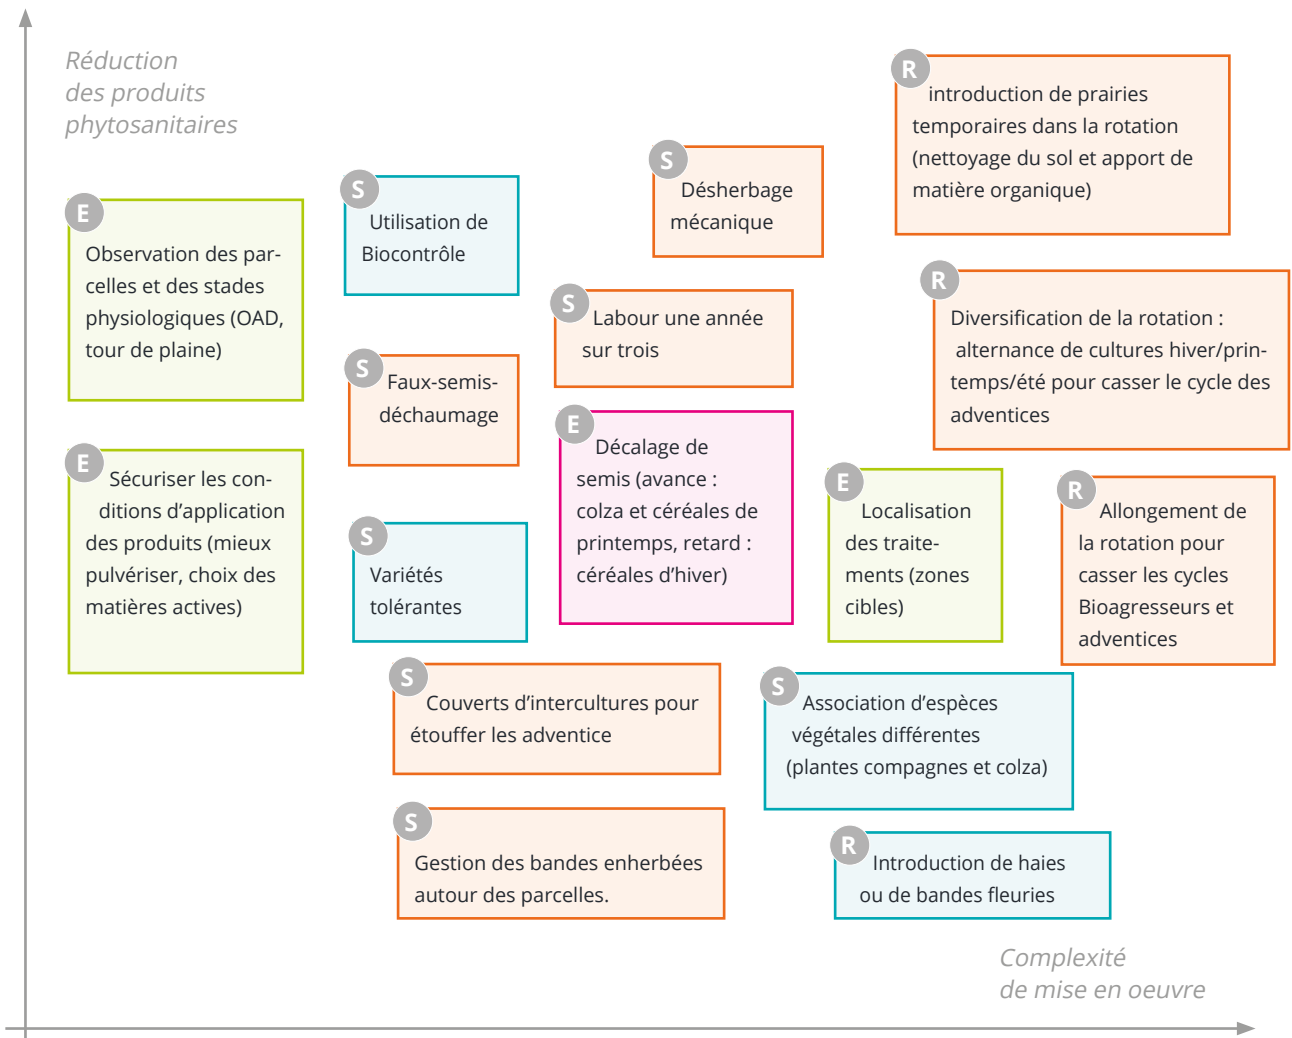 Réduction
des produits
phytosanitaires
E
Observation des par-
celles et des stades
physiologiques (OAD,
tour de plaine)
S
Utilisation de
Biocontrôle
S
Désherbage
mécanique
R
introduction de prairies
temporaires dans la rotation
(nettoyage du sol et apport de
matière organique)
S
Labour une année
sur trois
R
Diversification de la rotation :
alternance de cultures hiver/prin-
temps/été pour casser le cycle des
adventices
S
Faux-semis-
déchaumage
E
Sécuriser les con-
ditions d’application
des produits (mieux
pulvériser, choix des
matières actives)
S
Variétés
tolérantes
E
Décalage de
semis (avance :
colza et céréales de
printemps, retard :
céréales d’hiver)
E
Localisation
des traite-
ments (zones
cibles)
R
Allongement de
la rotation pour
casser les cycles
Bioagresseurs et
adventices
S
Couverts d’intercultures pour
étouffer les adventice
S
Association d’espèces
végétales différentes
(plantes compagnes et colza)
S
Gestion des bandes enherbées
autour des parcelles.
R
Introduction de haies
ou de bandes fleuries
Complexité
de mise en oeuvre